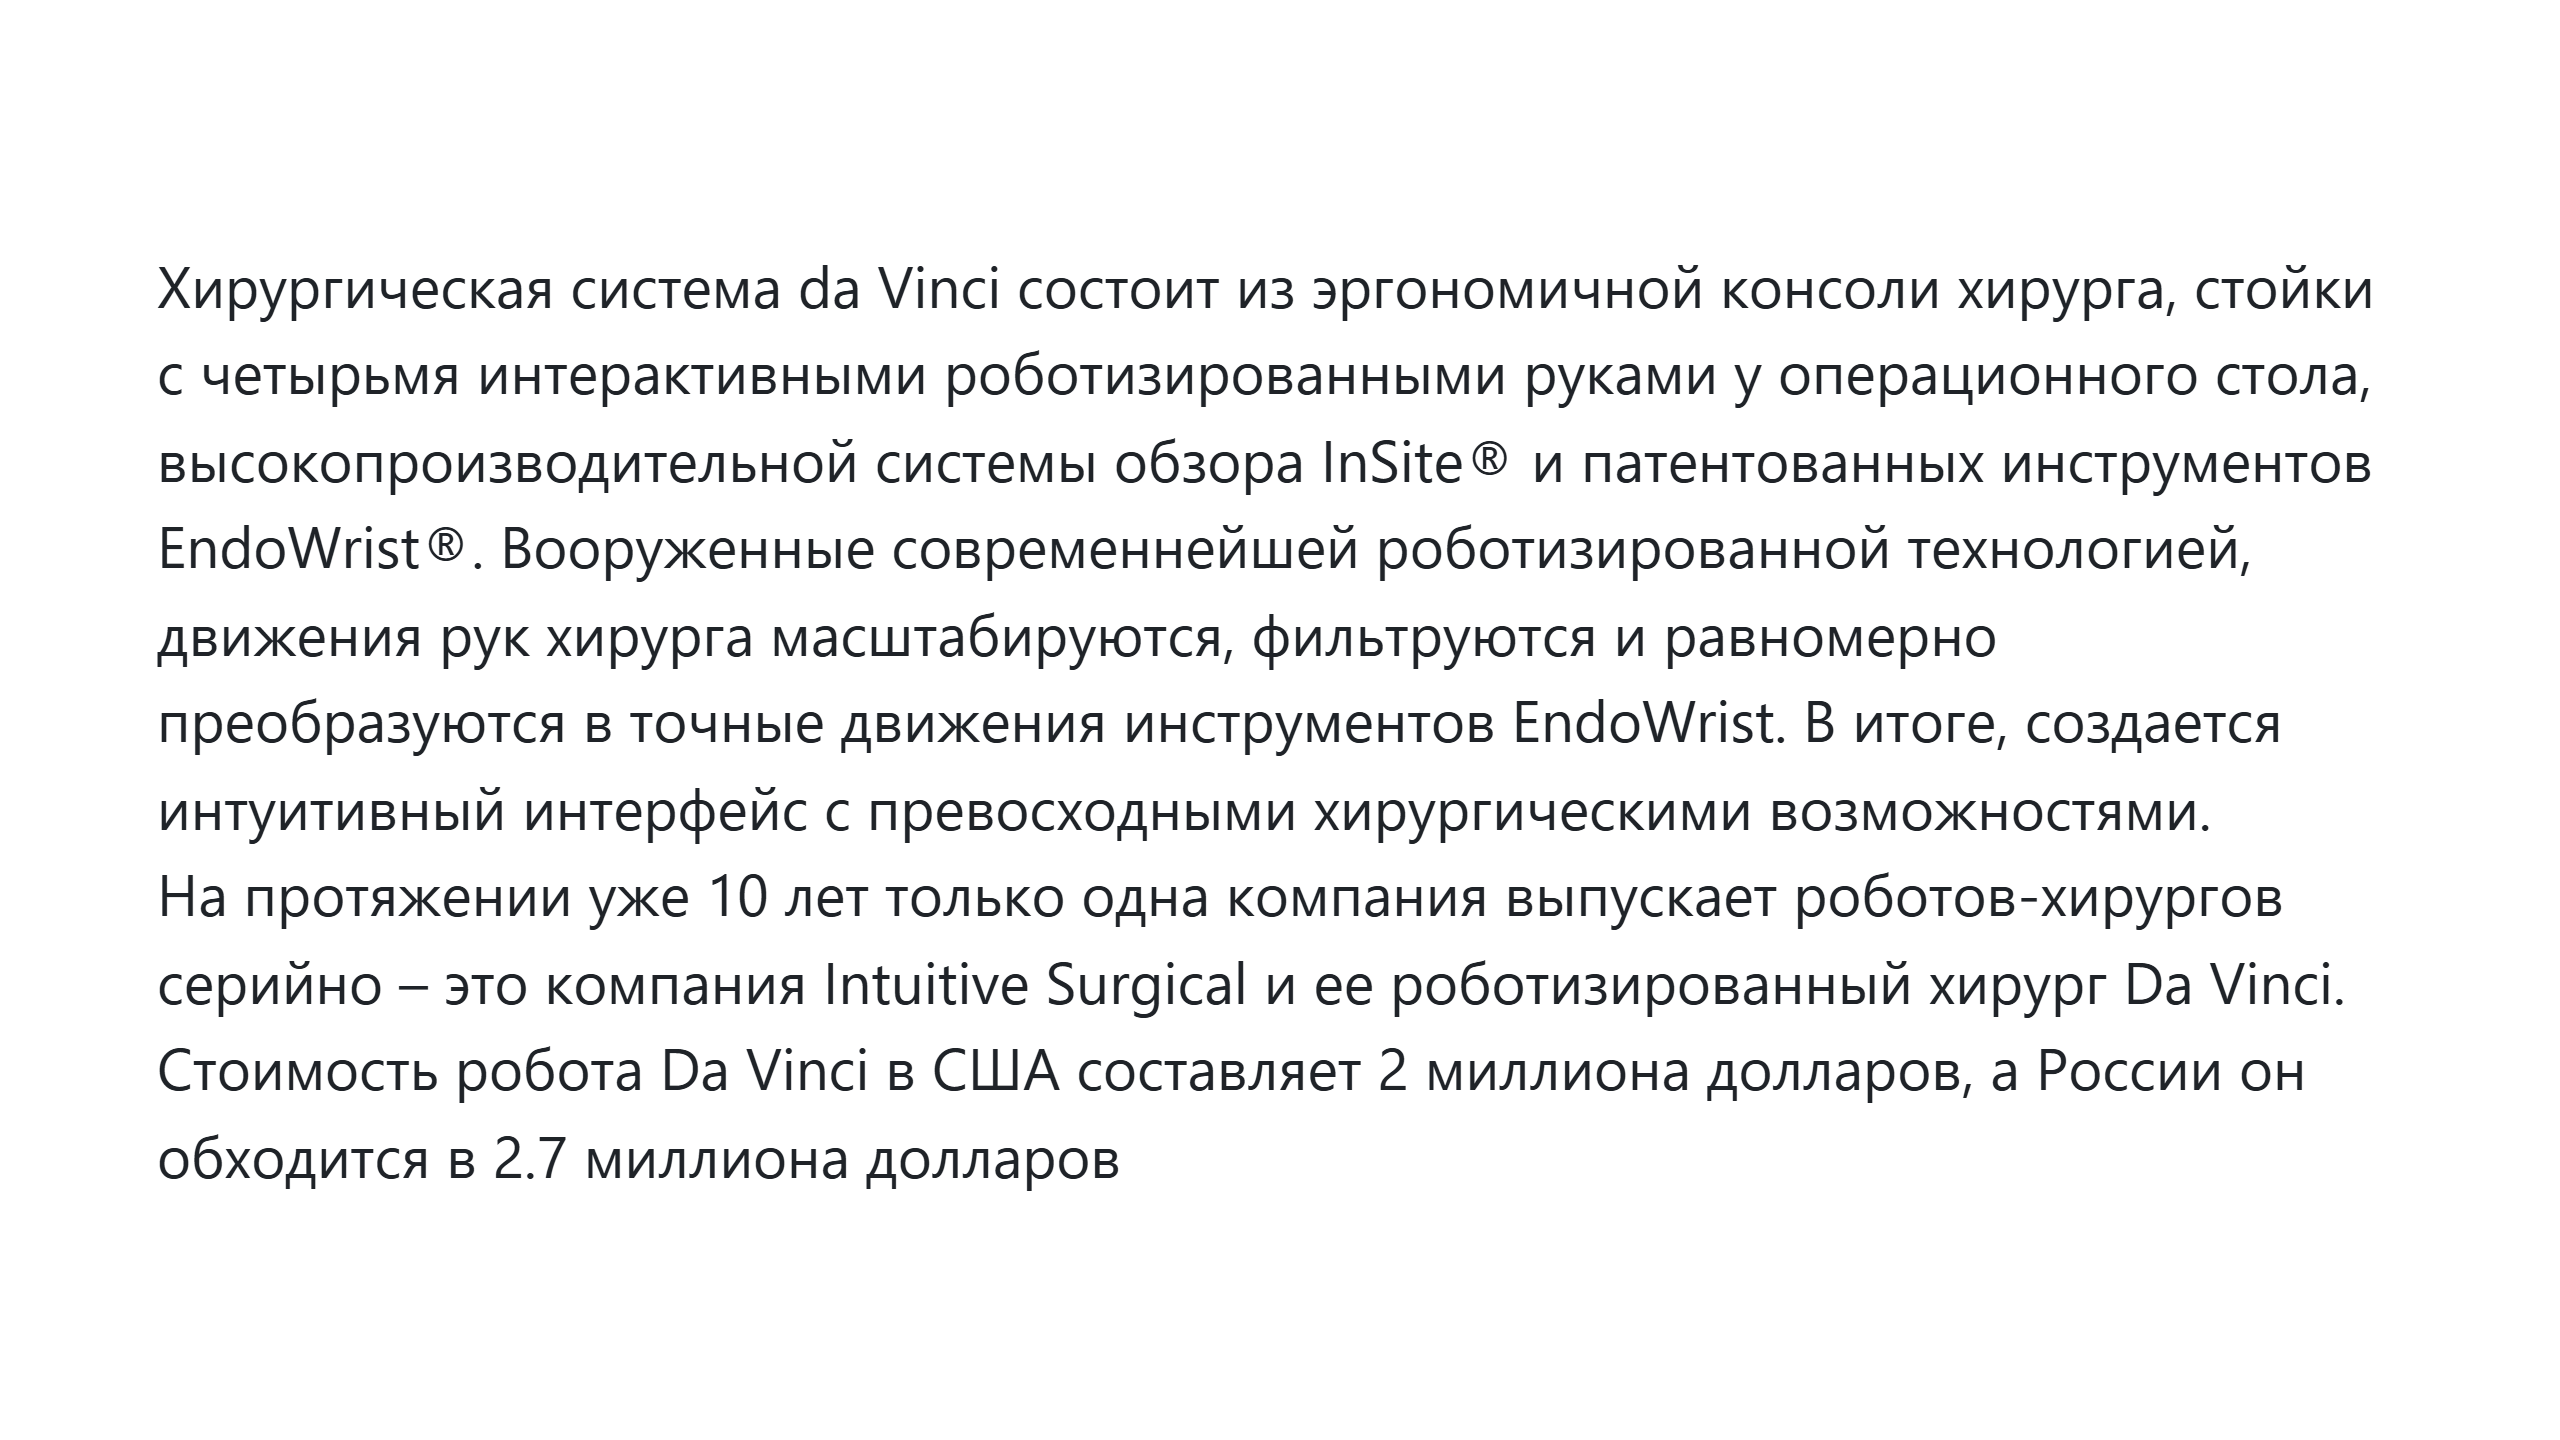 Хирургическая система da Vinci состоит из эргономичной консоли хирурга, стойки
с четырьмя интерактивными роботизированными руками у операционного стола,
высокопроизводительной системы обзора InSite® и патентованных инструментов
EndoWrist®. Вооруженные современнейшей роботизированной технологией,
движения рук хирурга масштабируются, фильтруются и равномерно
преобразуются в точные движения инструментов EndoWrist. В итоге, создается
интуитивный интерфейс с превосходными хирургическими возможностями.
На протяжении уже 10 лет только одна компания выпускает роботов-хирургов
серийно – это компания Intuitive Surgical и ее роботизированный хирург Da Vinci.
Стоимость робота Da Vinci в США составляет 2 миллиона долларов, а России он
обходится в 2.7 миллиона долларов